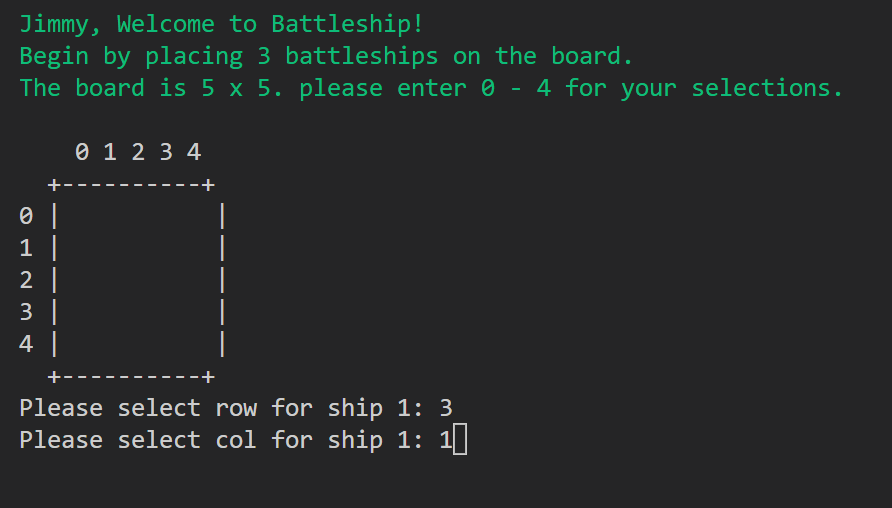 Jimmy, Welcome to Battleship!
Begin by placing 3 battleships on the board.
The board is 5 x 5. please enter 0 - 4 for your selections.

    0 1 2 3 4
  +----------+
0 |           |
1 |           |
2 |           |
3 |           |
4 |           |
  +----------+
Please select row for ship 1: 3
Please select col for ship 1: 1